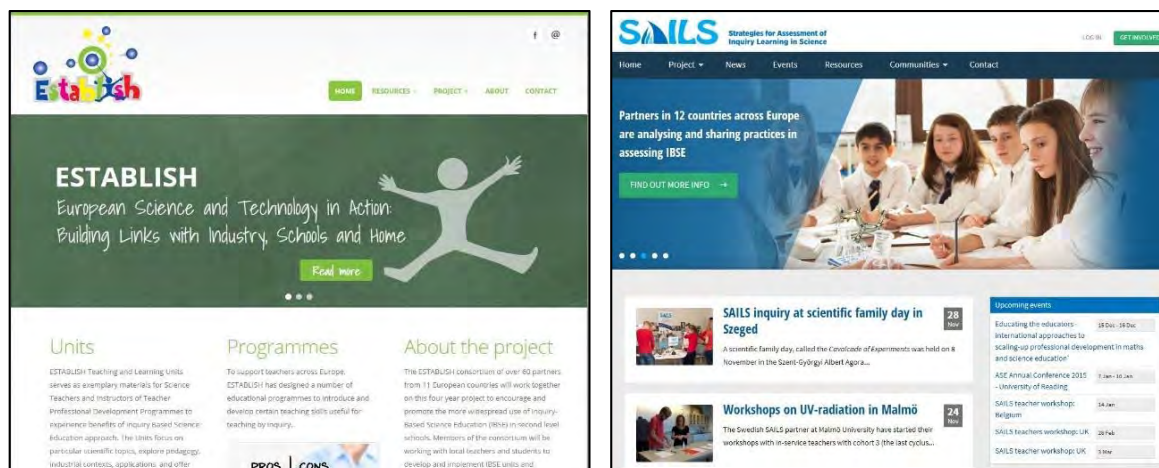 Establish
f @
HOME RESOURCES PROJECT ABOUT CONTACT
ESTABLISH
European Science and Technology in Action:
Building Links with Industry, Schools and Home
Read more
Units
ESTABLISH Teaching and Learning Units
serves as exemplary materials for Science
Teachers and Instructors of Teacher
Professional Development Programmes to
experience benefits of Inquiry Based Science
Education approach. The Units focus on
particular scientific topics, explore pedagogy,
industrial contexts, applications, and offer
Programmes
To support teachers across Europe,
ESTABLISH has designed a number of
educational programmes to introduce and
develop certain teaching skills useful for
teaching by inquiry.
PROS CONS
About the project
The ESTABLISH consortium of over 60 partners
from 11 European countries will work together
on this four year project to encourage and
promote the more widespread use of Inquiry-
Based Science Education (IBSE) in second level
schools. Members of the consortium will be
working with local teachers and students to
develop and implement IBSE units and
SAILS Strategies for Assessment of
Inquiry Learning in Science
LOG IN GET INVOLVED
Home Project News Events Resources Communities Contact
Partners in 12 countries across Europe
are analysing and sharing practices in
assessing IBSE
FIND OUT MORE INFO →
SAILS inquiry at scientific family day in
Szeged
28
Nov
A scientific family day, called the Cavalcade of Experiments was held on 8
November in the Szent-Györgyi Albert Agora...
Workshops on UV-radiation in Malmö
24
Nov
The Swedish SAILS partner at Malmö University have started their
workshops with in-service teachers with cohort 3 (the last cyclus...
Upcoming events
Educating the educators -
international approaches to
scaling-up professional development in maths
and science education'
ASE Annual Conference 2015
- University of Reading
7 Jan - 10 Jan
SAILS teacher workshop:
Belgium
14 Jan
SAILS teachers workshop: UK
SAILS teacher workshop: UK